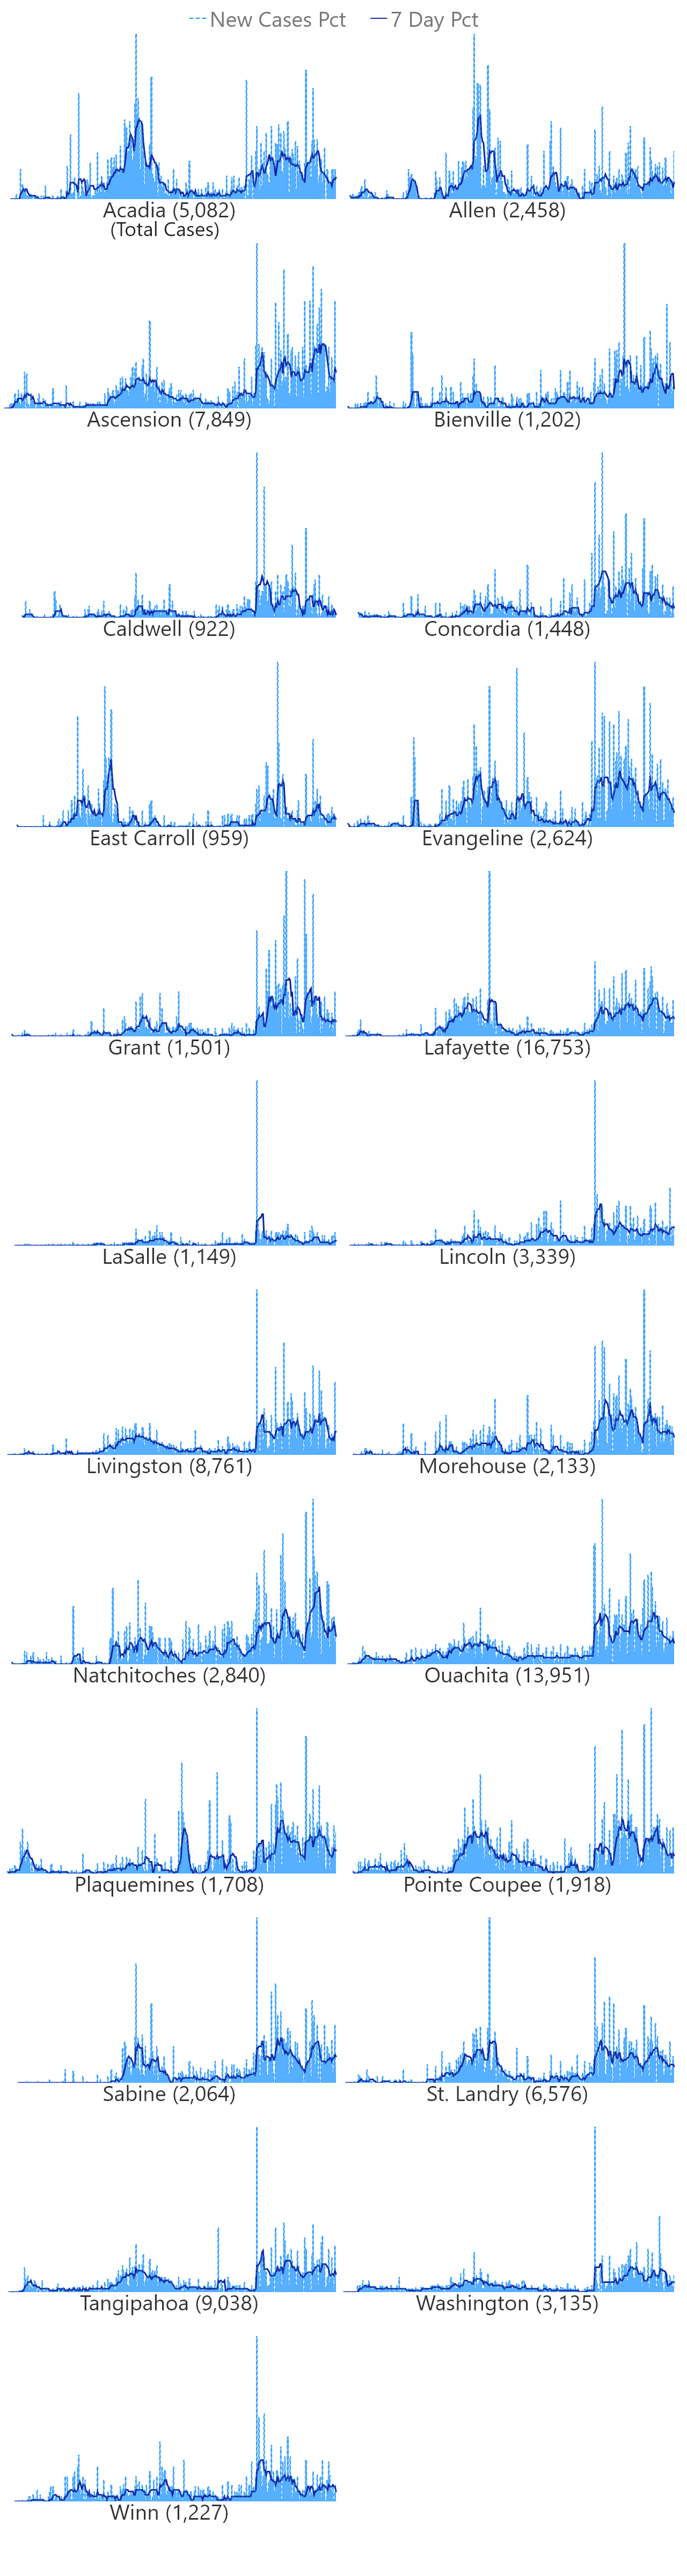 New Cases Pct 7 Day Pct
Acadia (5,082) Allen (2,458)
(Total Cases)
Ascension (7,849) Bienville (1,202)
Caldwell (922) Concordia (1,448)
East Carroll (959) Evangeline (2,624)
Grant (1,501) Lafayette (16,753)
LaSalle (1,149) Lincoln (3,339)
Livingston (8,761) Morehouse (2,133)
Natchitoches (2,840) Ouachita (13,951)
Plaquemines (1,708) Pointe Coupee (1,918)
Sabine (2,064) St. Landry (6,576)
Tangipahoa (9,038) Washington (3,135)
Winn (1,227)